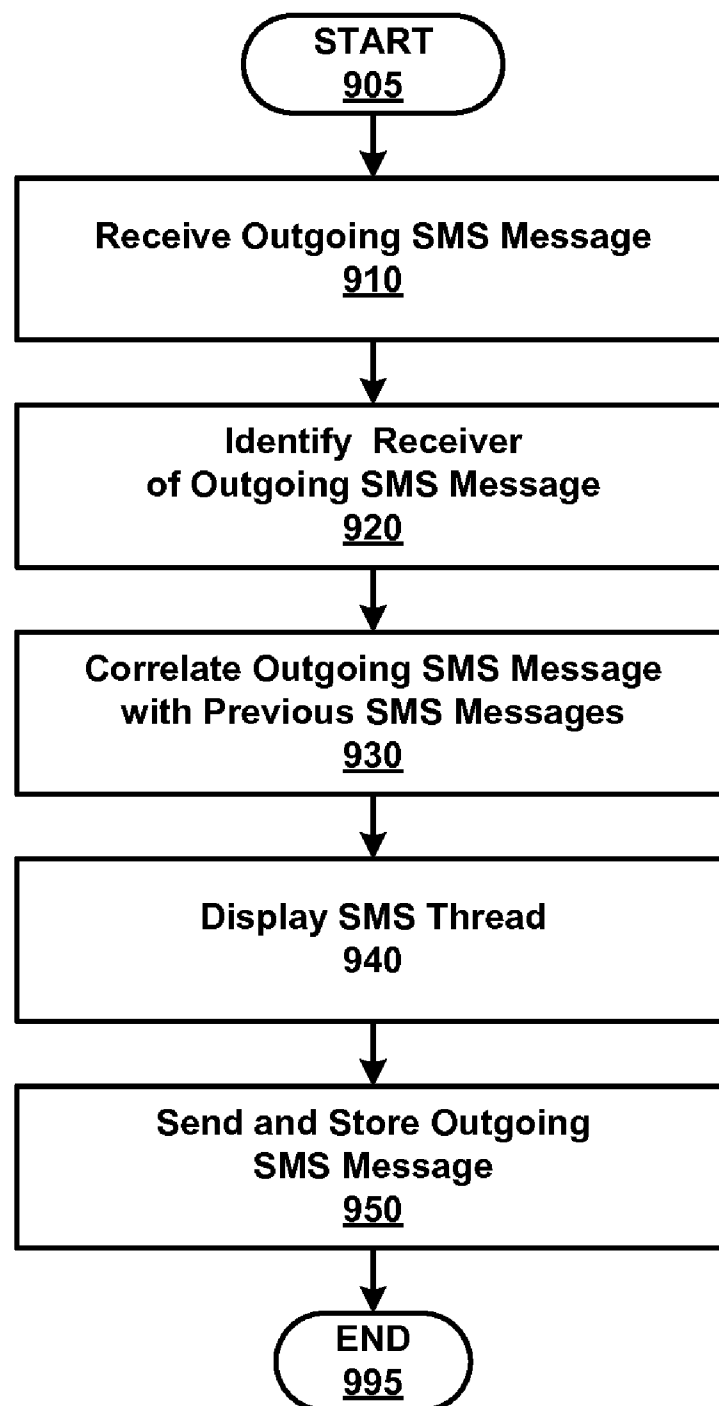 START
905
Receive Outgoing SMS Message
910
Identify Receiver
of Outgoing SMS Message
920
Correlate Outgoing SMS Message
with Previous SMS Messages
930
Display SMS Thread
940
Send and Store Outgoing
SMS Message
950
END
995